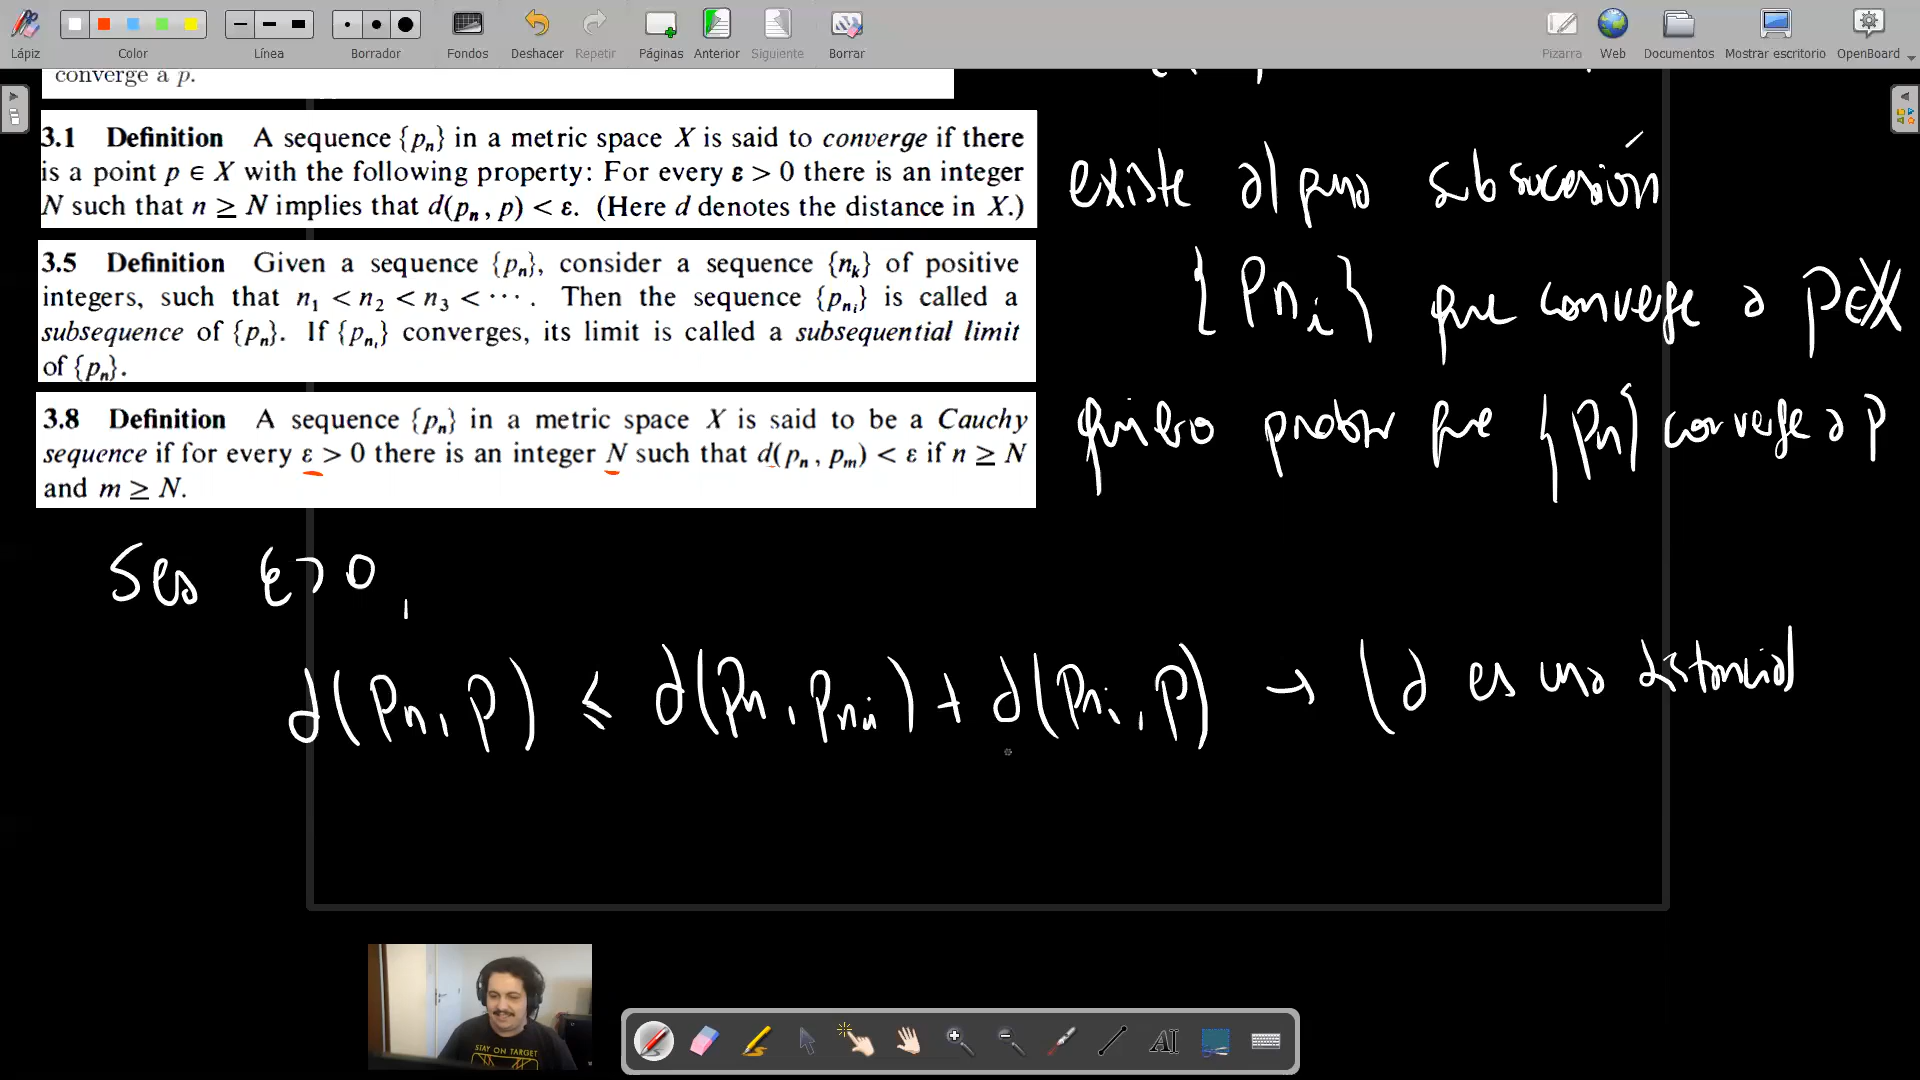 Lápiz
Color
Línea
Borrador
Fondos
Deshacer
Repetir
Páginas
Anterior
Siguiente
Borrar
Pizarra
Web
Documentos
Mostrar escritorio
OpenBoard
converge a p.
3.1 Definition A sequence {pₙ} in a metric space X is said to converge if there
is a point p ∈ X with the following property: For every ε > 0 there is an integer
N such that n ≥ N implies that d(pₙ, p) < ε. (Here d denotes the distance in X.)
3.5 Definition Given a sequence {pₙ}, consider a sequence {nₖ} of positive
integers, such that n₁ < n₂ < n₃ < ⋯. Then the sequence {pₙᵢ} is called a
subsequence of {pₙ}. If {pₙᵢ} converges, its limit is called a subsequential limit
of {pₙ}.
3.8 Definition A sequence {pₙ} in a metric space X is said to be a Cauchy
sequence if for every ε > 0 there is an integer N such that d(pₙ, pₘ) < ε if n ≥ N
and m ≥ N.
existe alguna subsucesión
{Pnᵢ} que converge a p∈X
quiero probar que {pn} converge a p
Sea ε>0,
d(pn, p) ≤ d(pn, pnᵢ) + d(pnᵢ, p) → (d es una distancia)
STAY ON TARGET
AI